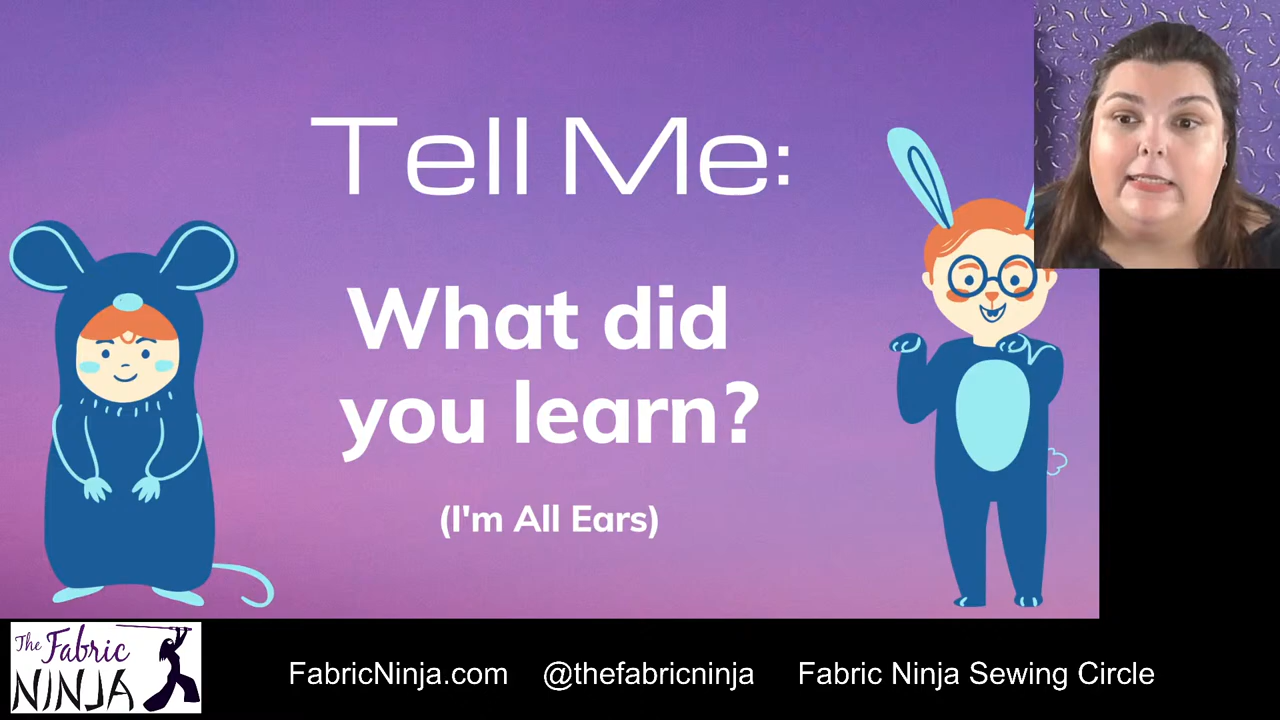 Tell Me:
What did
you learn?
(I'm All Ears)
The Fabric
NINJA
FabricNinja.com @thefabricninja Fabric Ninja Sewing Circle